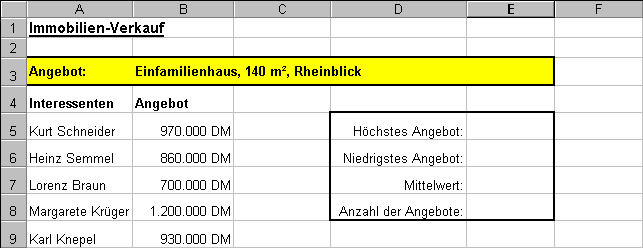 A B C D E F
1 Immobilien-Verkauf
2
3 Angebot: Einfamilienhaus, 140 m², Rheinblick
4 Interessenten Angebot
5 Kurt Schneider 970.000 DM Höchstes Angebot:
6 Heinz Semmel 860.000 DM Niedrigstes Angebot:
7 Lorenz Braun 700.000 DM Mittelwert:
8 Margarete Krüger 1.200.000 DM Anzahl der Angebote:
9 Karl Knepel 930.000 DM